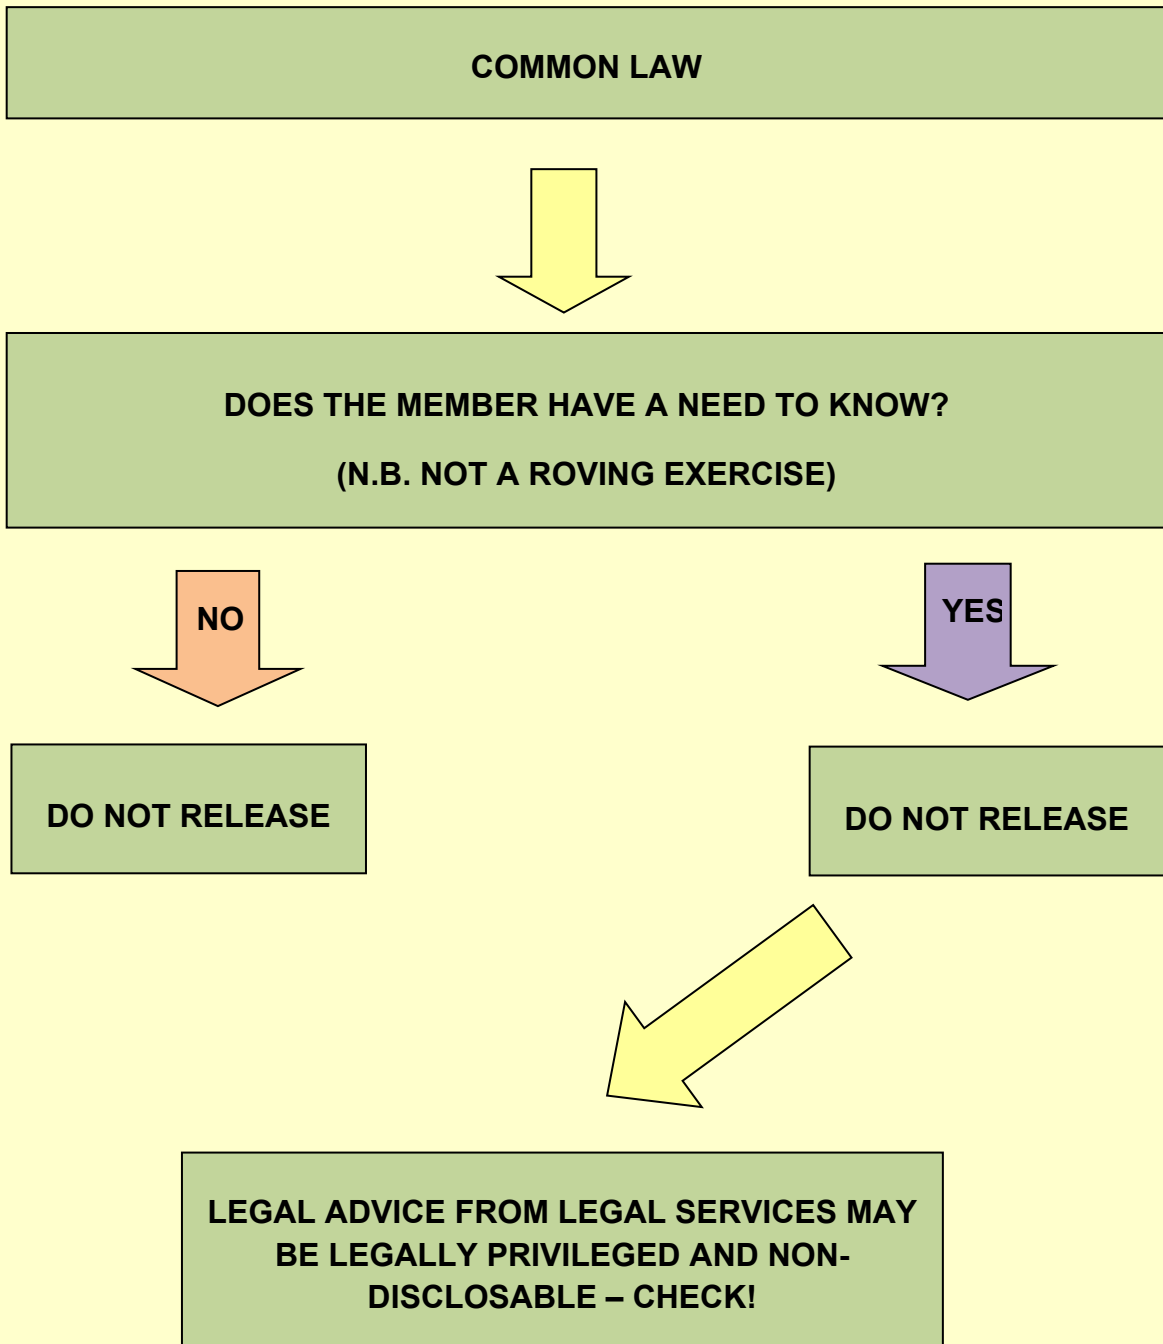 COMMON LAW
DOES THE MEMBER HAVE A NEED TO KNOW?
(N.B. NOT A ROVING EXERCISE)
NO
YES
DO NOT RELEASE
DO NOT RELEASE
LEGAL ADVICE FROM LEGAL SERVICES MAY
BE LEGALLY PRIVILEGED AND NON-
DISCLOSABLE – CHECK!